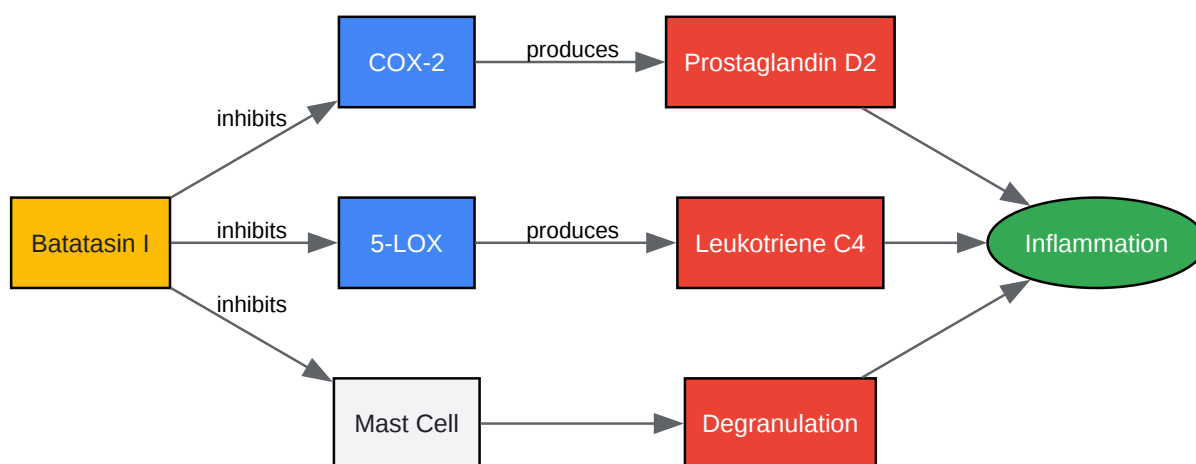 COX-2
produces
Prostaglandin D2
inhibits
Batatasin I
inhibits
5-LOX
produces
Leukotriene C4
Inflammation
inhibits
Mast Cell
Degranulation